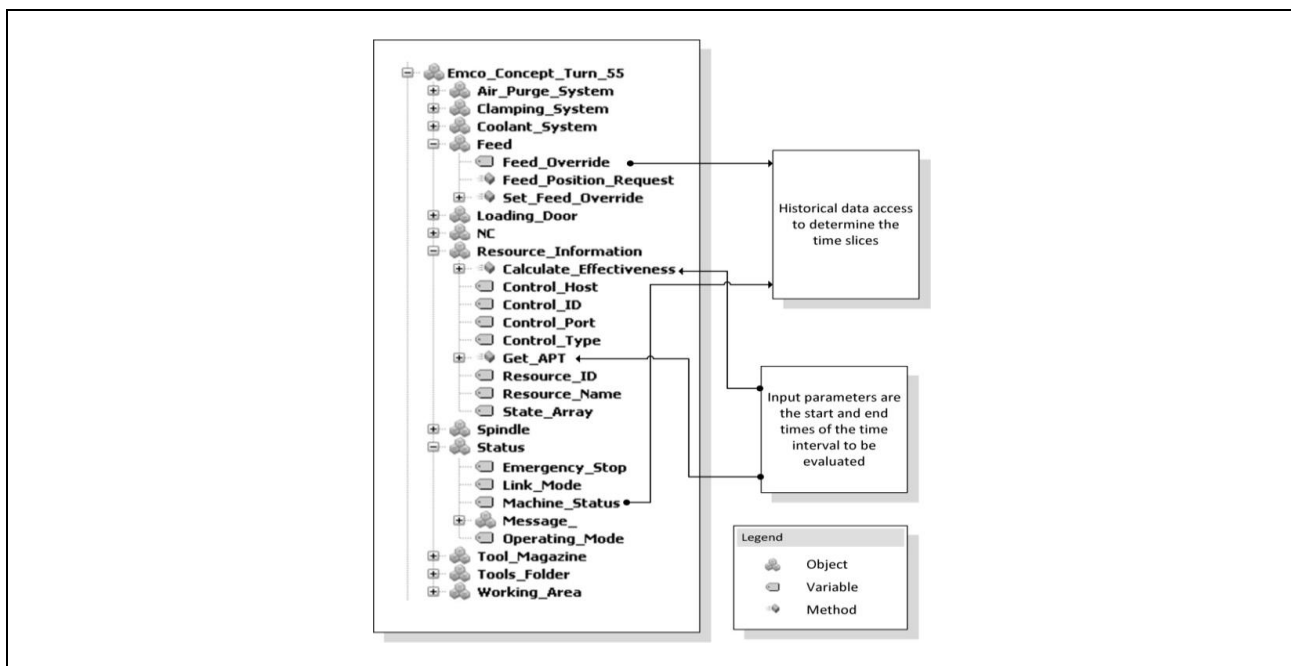 Emco_Concept_Turn_55
Air_Purge_System
Clamping_System
Coolant_System
Feed
Feed_Override
Feed_Position_Request
Set_Feed_Override
Loading_Door
NC
Resource_Information
Calculate_Effectiveness
Control_Host
Control_ID
Control_Port
Control_Type
Get_APT
Resource_ID
Resource_Name
State_Array
Spindle
Status
Emergency_Stop
Link_Mode
Machine_Status
Message_
Operating_Mode
Tool_Magazine
Tools_Folder
Working_Area
Historical data access
to determine the
time slices
Input parameters are
the start and end
times of the time
interval to be
evaluated
Legend
Object
Variable
Method